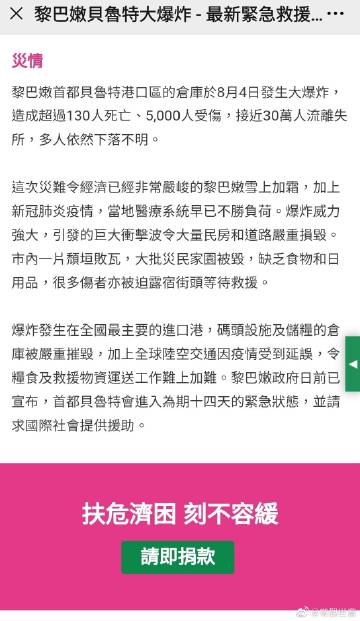 黎巴嫩貝魯特大爆炸 - 最新緊急救援...
災情
黎巴嫩首都貝魯特港口區的倉庫於8月4日發生大爆炸，
造成超過130人死亡、5,000人受傷，接近30萬人流離失
所，多人依然下落不明。
這次災難令經濟已經非常嚴峻的黎巴嫩雪上加霜，加上
新冠肺炎疫情，當地醫療系統早已不勝負荷。爆炸威力
強大，引發的巨大衝擊波令大量民房和道路嚴重損毀。
市內一片頹垣敗瓦，大批災民家園被毀，缺乏食物和日
用品，很多傷者亦被迫露宿街頭等待救援。
爆炸發生在全國最主要的進口港，碼頭設施及儲糧的倉
庫被嚴重摧毀，加上全球陸空交通因疫情受到延誤，令
糧食及救援物資運送工作難上加難。黎巴嫩政府日前已
宣布，首都貝魯特會進入為期十四天的緊急狀態，並請
求國際社會提供援助。
扶危濟困 刻不容緩
請即捐款